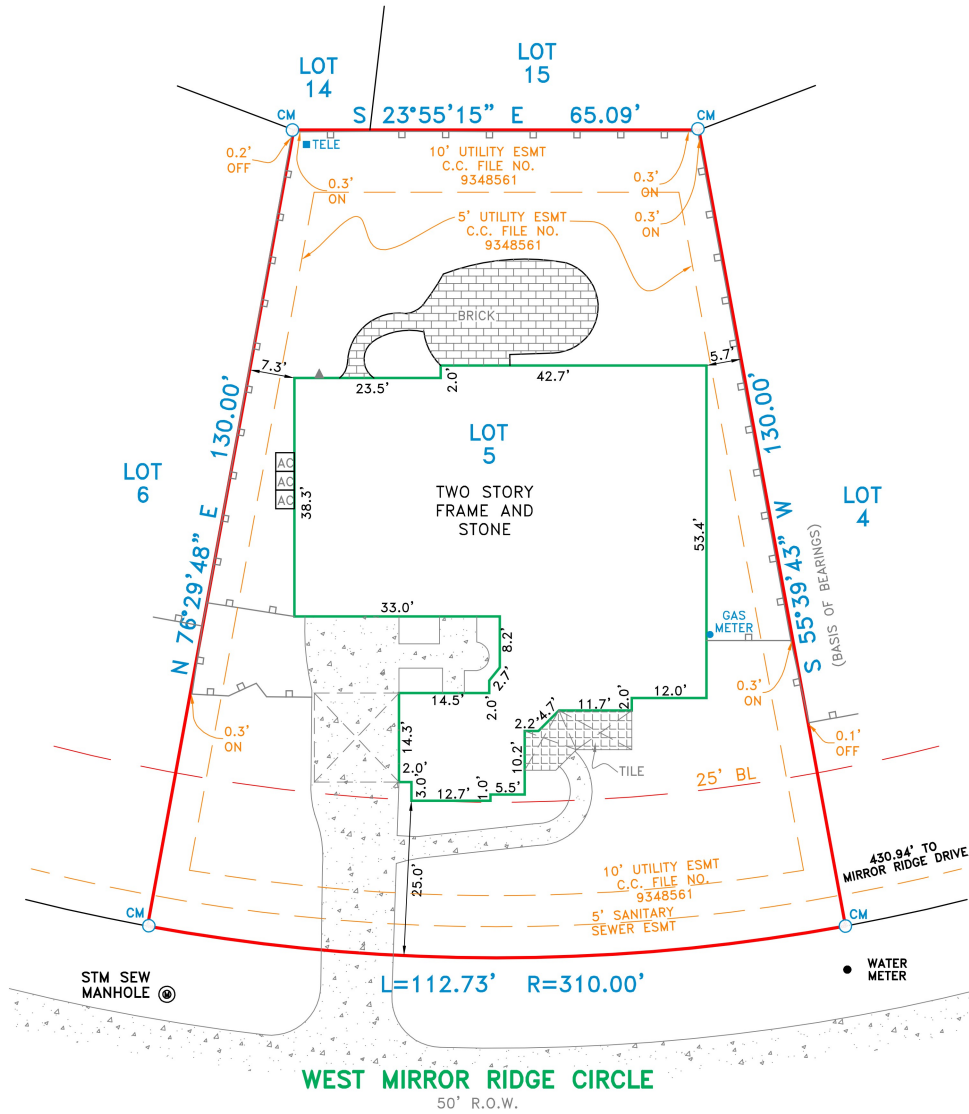 LOT
14
LOT
15
CM
S 23°55'15" E 65.09'
CM
TELE
0.2'
OFF
0.3'
ON
10' UTILITY ESMT
C.C. FILE NO.
9348561
0.3'
ON
0.3'
ON
5' UTILITY ESMT
C.C. FILE NO.
9348561
BRICK
7.3'
23.5'
2.0'
42.7'
5.7'
N 76°29'48" E 130.00'
LOT
6
AC
AC
AC
38.3'
LOT
5
TWO STORY
FRAME AND
STONE
53.4'
S 55°39'43" W 130.00'
(BASIS OF BEARINGS)
LOT
4
GAS
METER
33.0'
8.2'
2.7'
2.0'
14.5'
2.2'
4.7'
11.7'
2.0'
12.0'
0.3'
ON
0.3'
ON
0.1'
OFF
14.3'
2.0'
3.0'
12.7'
1.0'
5.5'
10.2'
TILE
25' BL
25.0'
10' UTILITY ESMT
C.C. FILE NO.
9348561
5' SANITARY
SEWER ESMT
430.94' TO
MIRROR RIDGE DRIVE
CM
CM
STM SEW
MANHOLE
L=112.73' R=310.00'
WATER
METER
WEST MIRROR RIDGE CIRCLE
50' R.O.W.